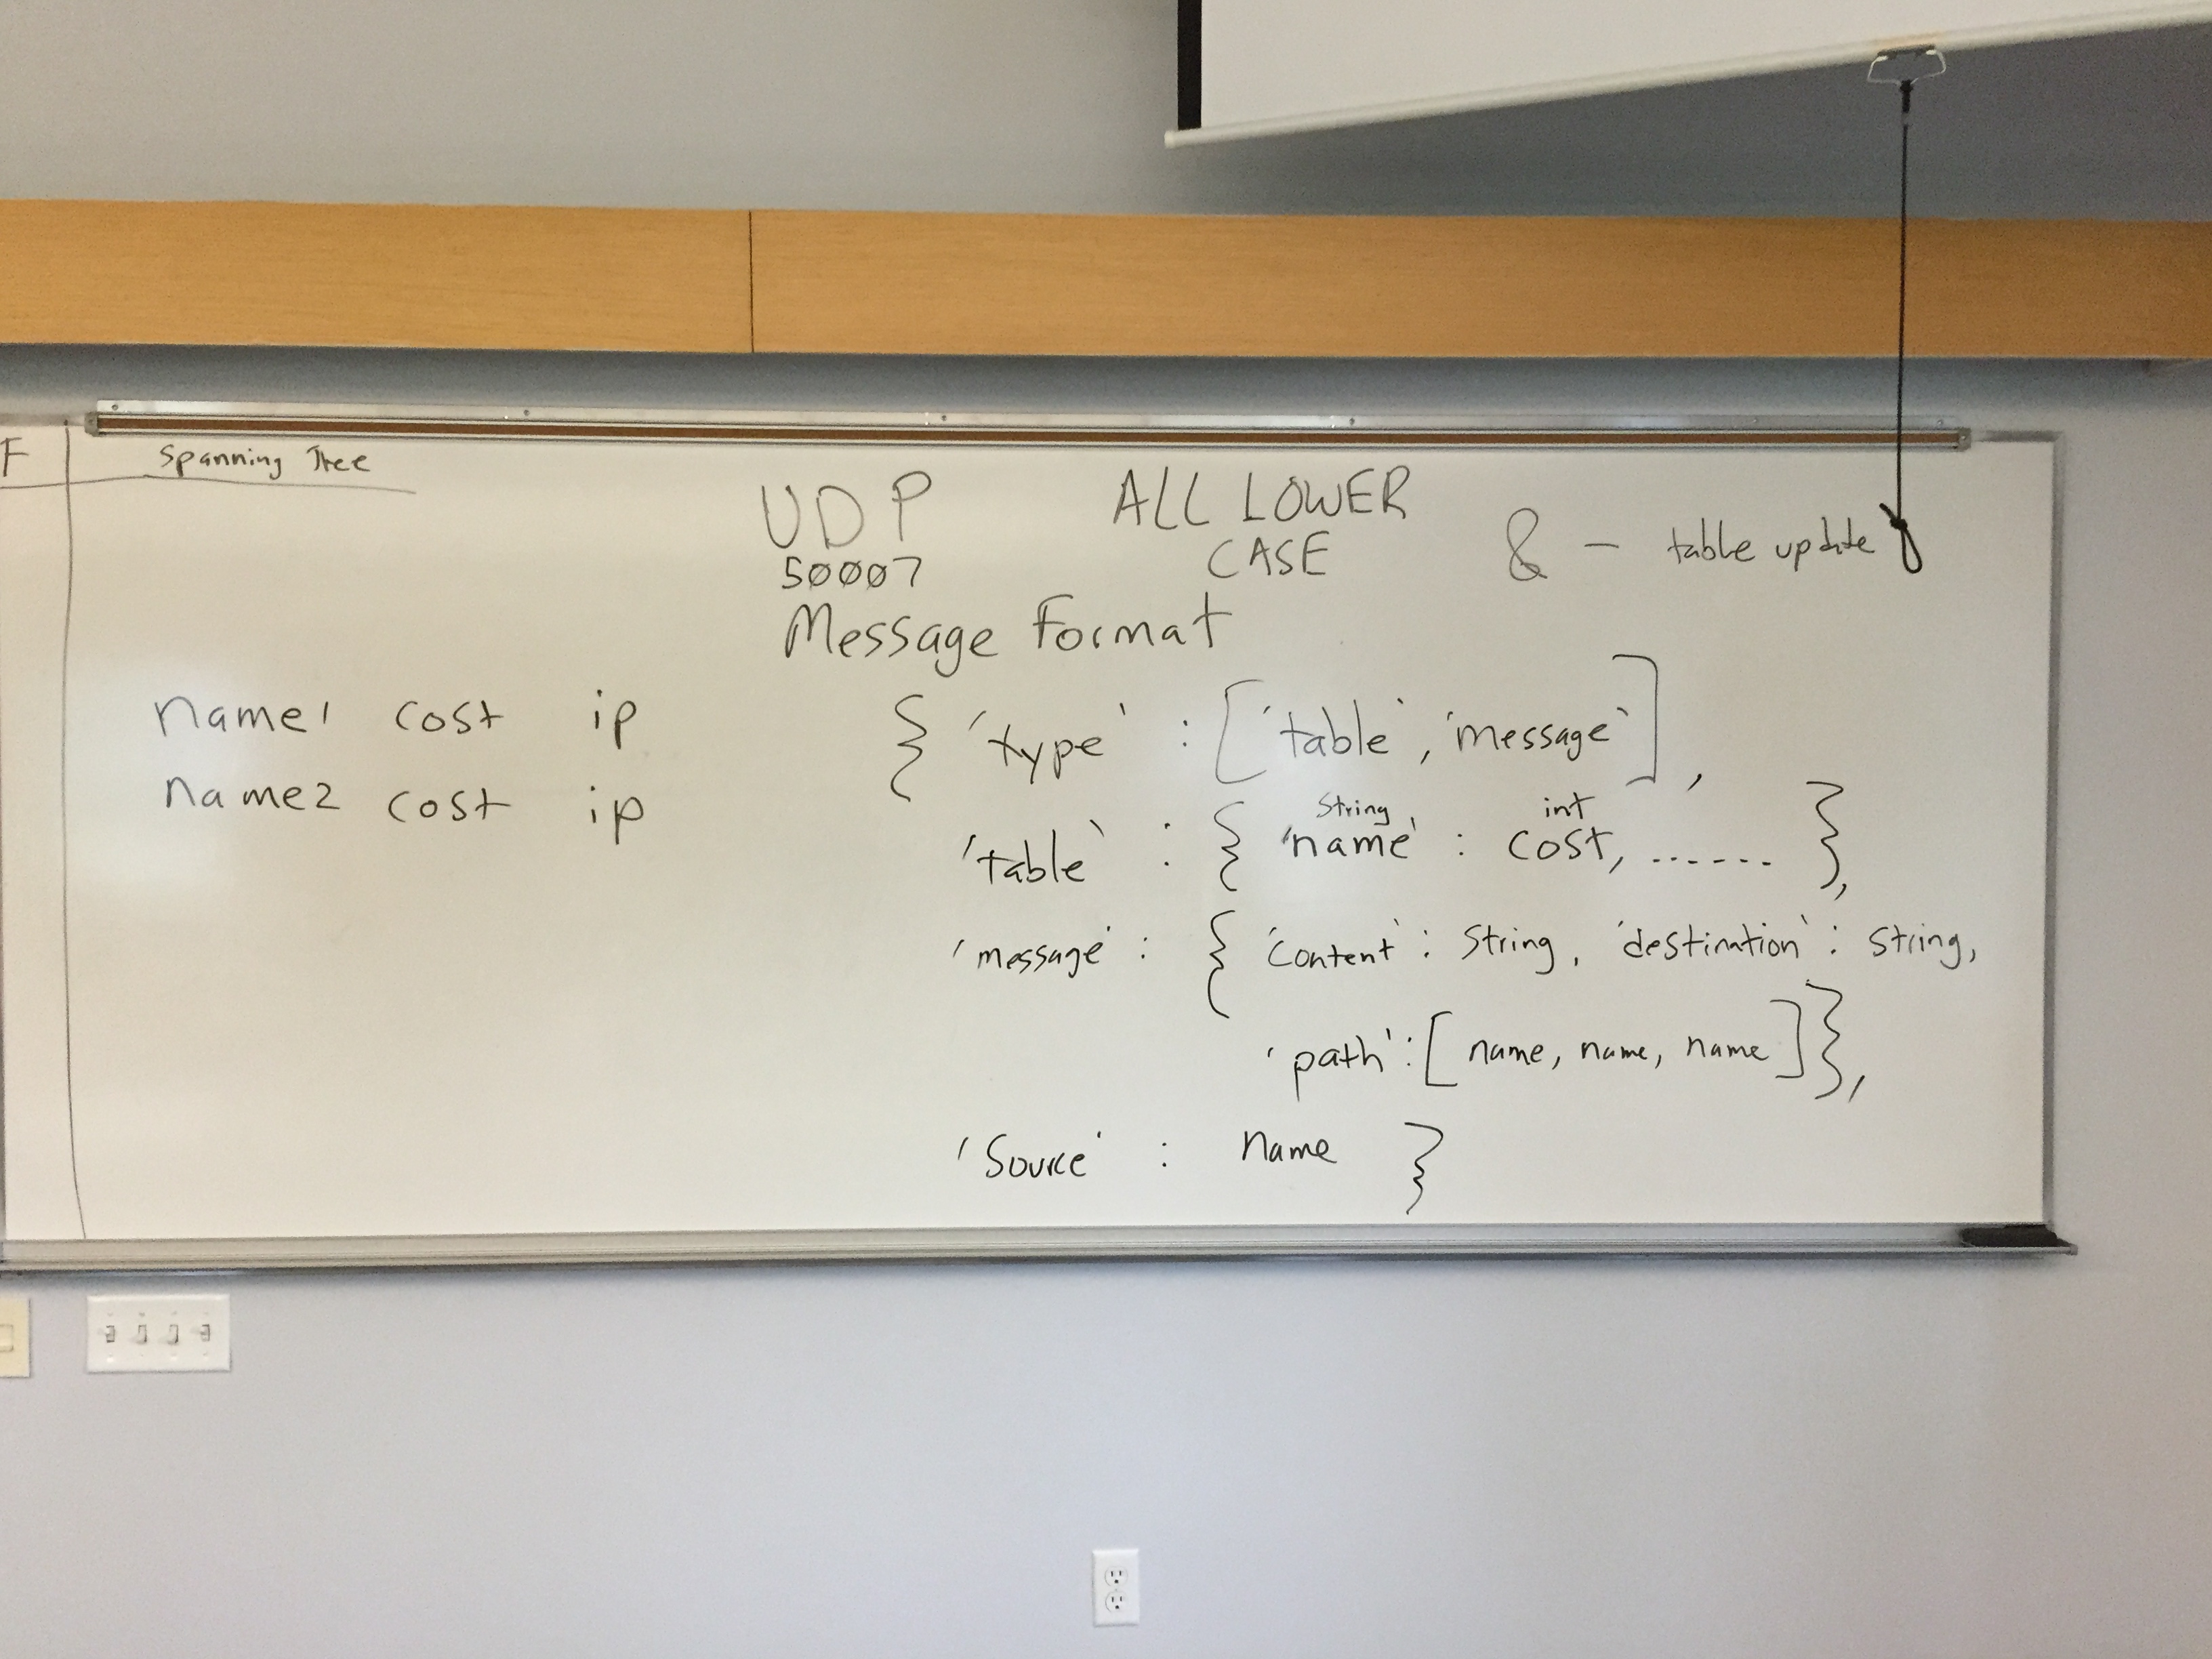 F
Spanning Tree
UDP
50007
ALL LOWER
CASE
& - table update
Message Format
name1 cost ip
name2 cost ip
{ 'type' : ['table', 'message'],
String int
'table' : { 'name' : cost, ...... },
'message' : { 'content' : String, 'destination' : String,
'path' : [ name, name, name ] },
'Source' : name }